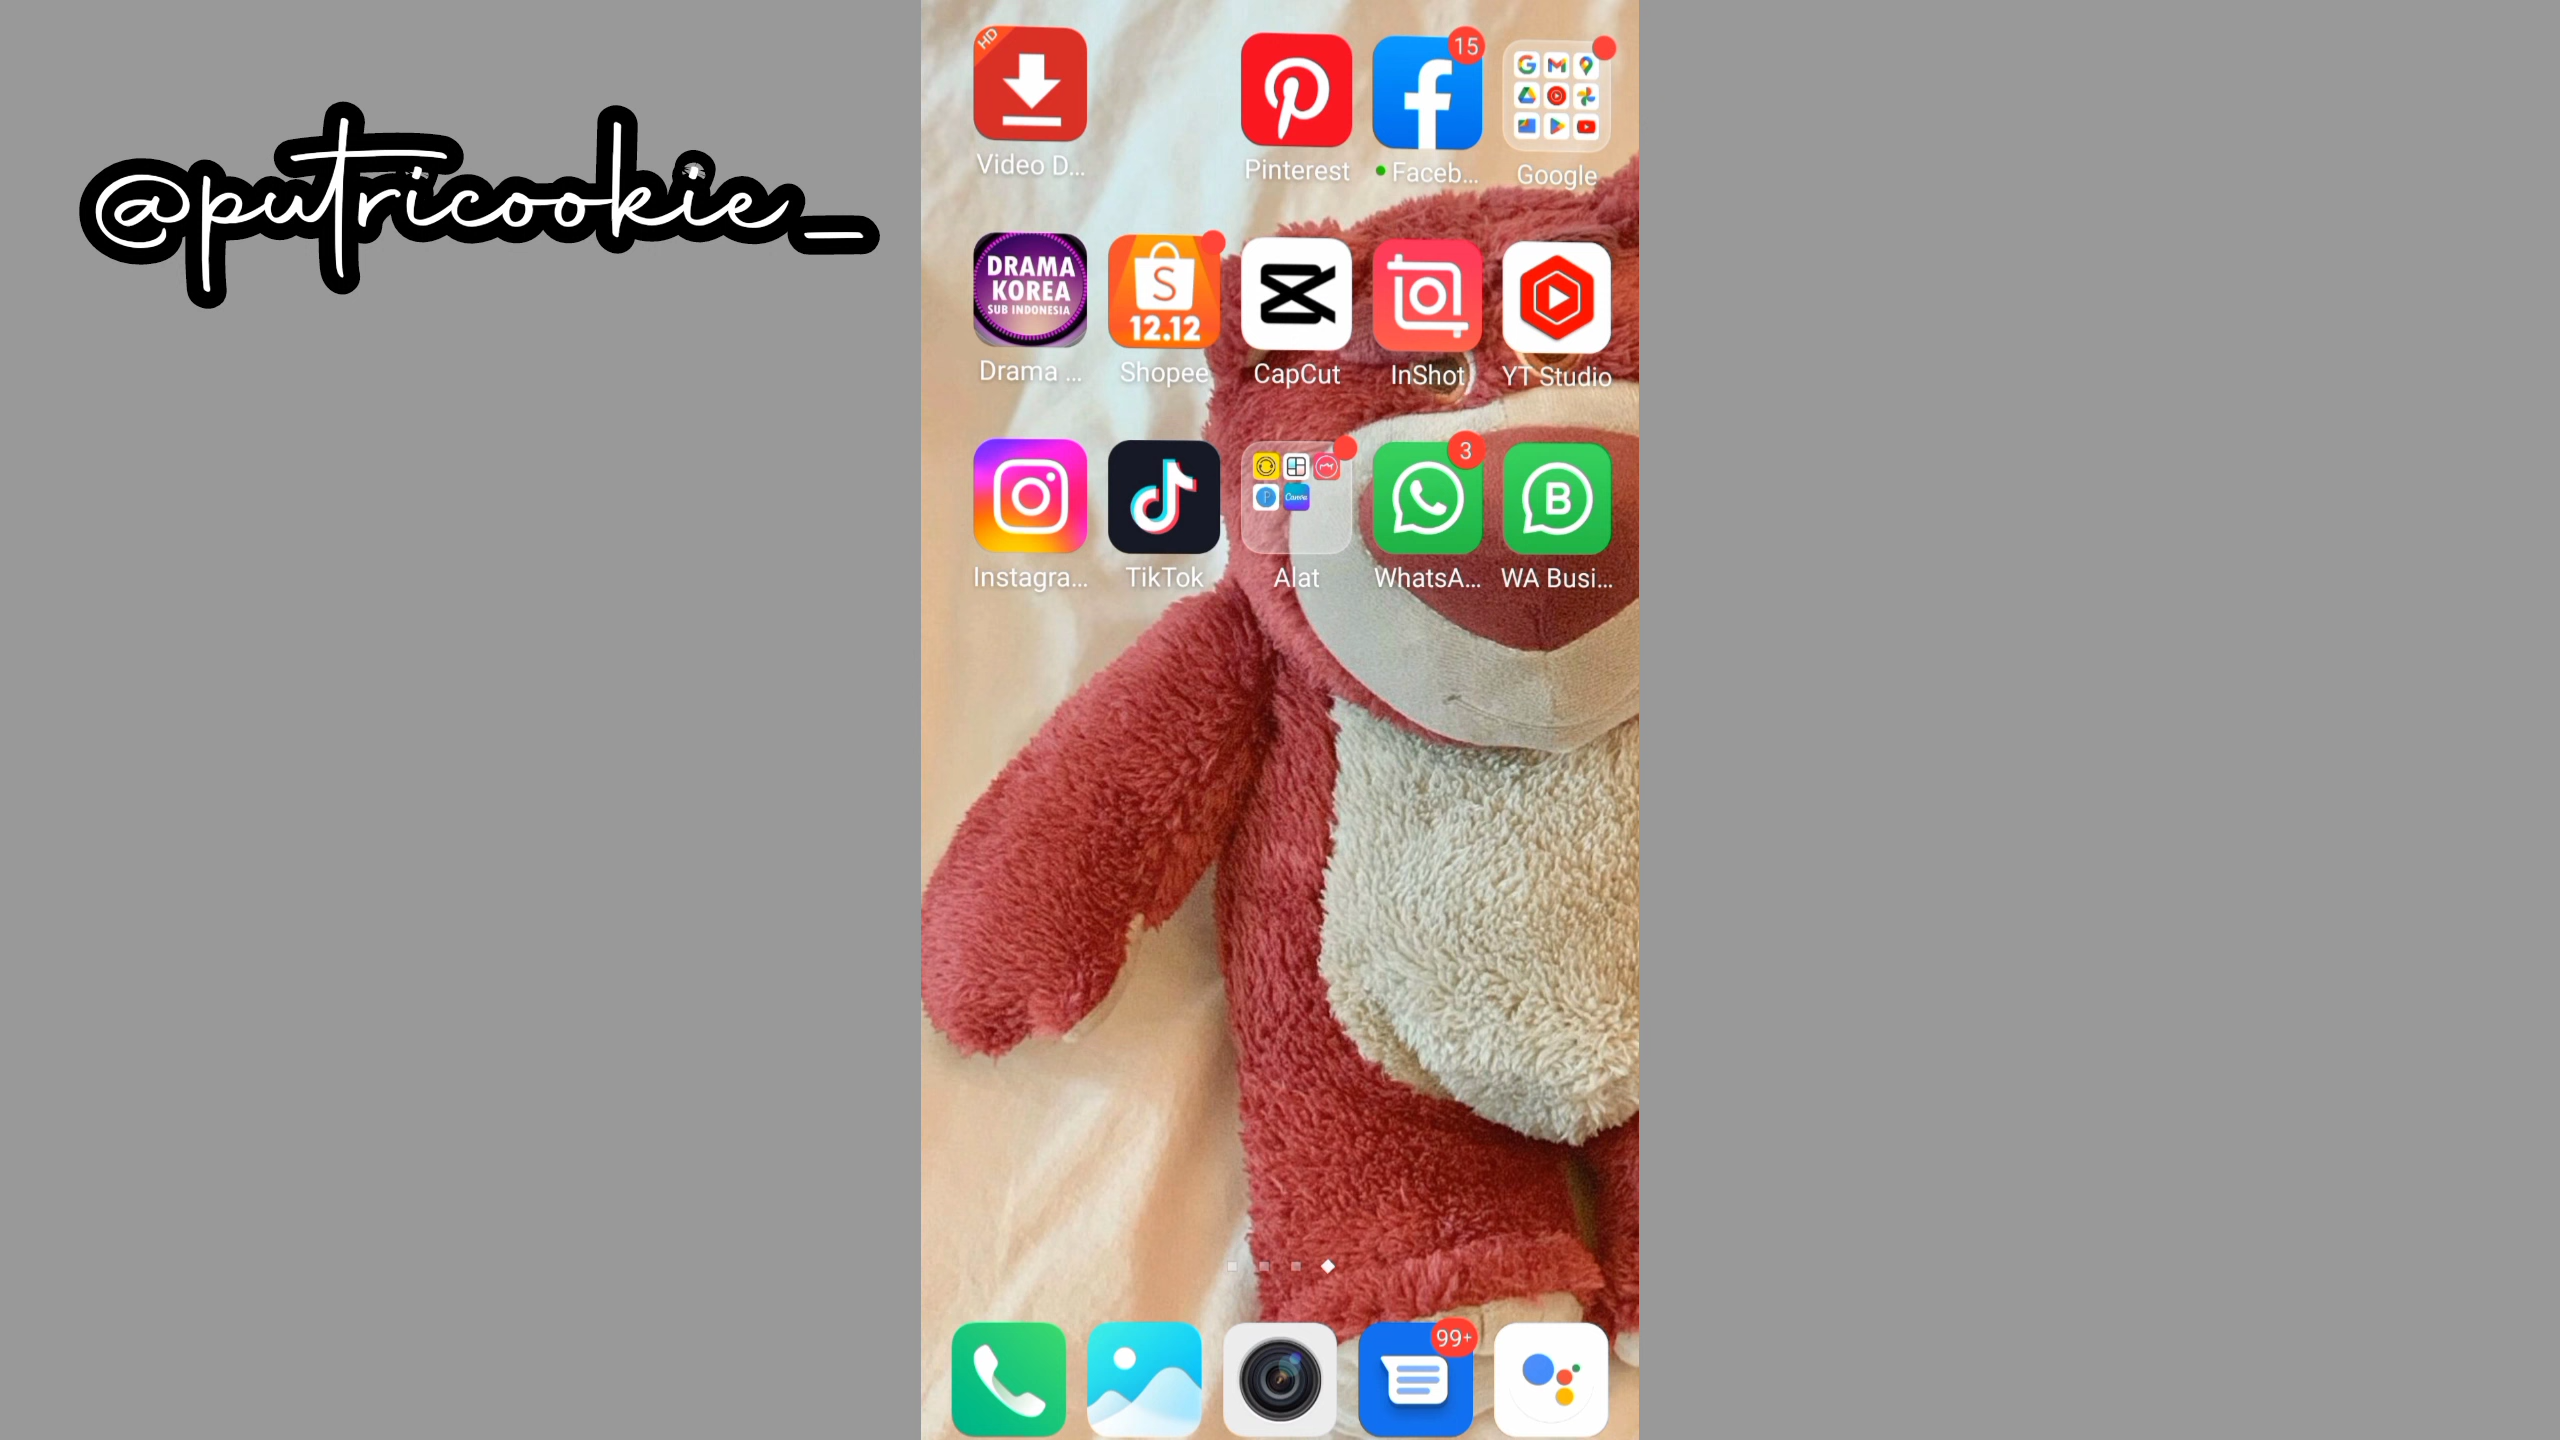 @putricookie_
HD
15
Video D...
Pinterest
Faceb...
Google
DRAMA
KOREA
SUB INDONESIA
S
12.12
Drama ...
Shopee
CapCut
InShot
YT Studio
3
Canva
B
Instagra...
TikTok
Alat
WhatsA...
WA Busi...
99+